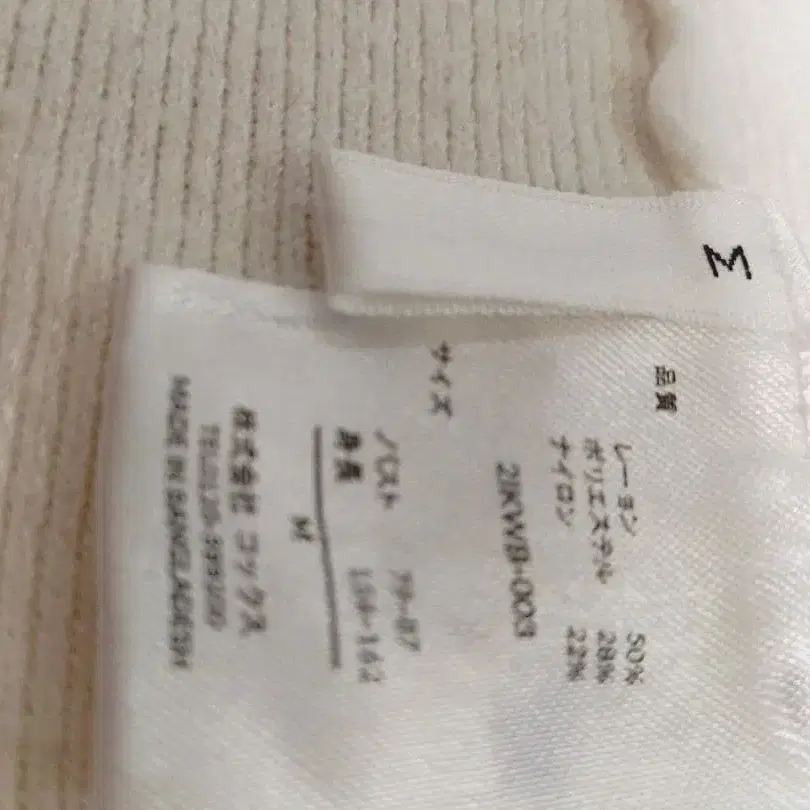 M
品質
レーヨン 50%
ポリエステル 28%
ナイロン 22%
2IKWB-003
サイズ
バスト 79-87
身長 154-162
M
株式会社 コックス
MADE IN BANGLADESH